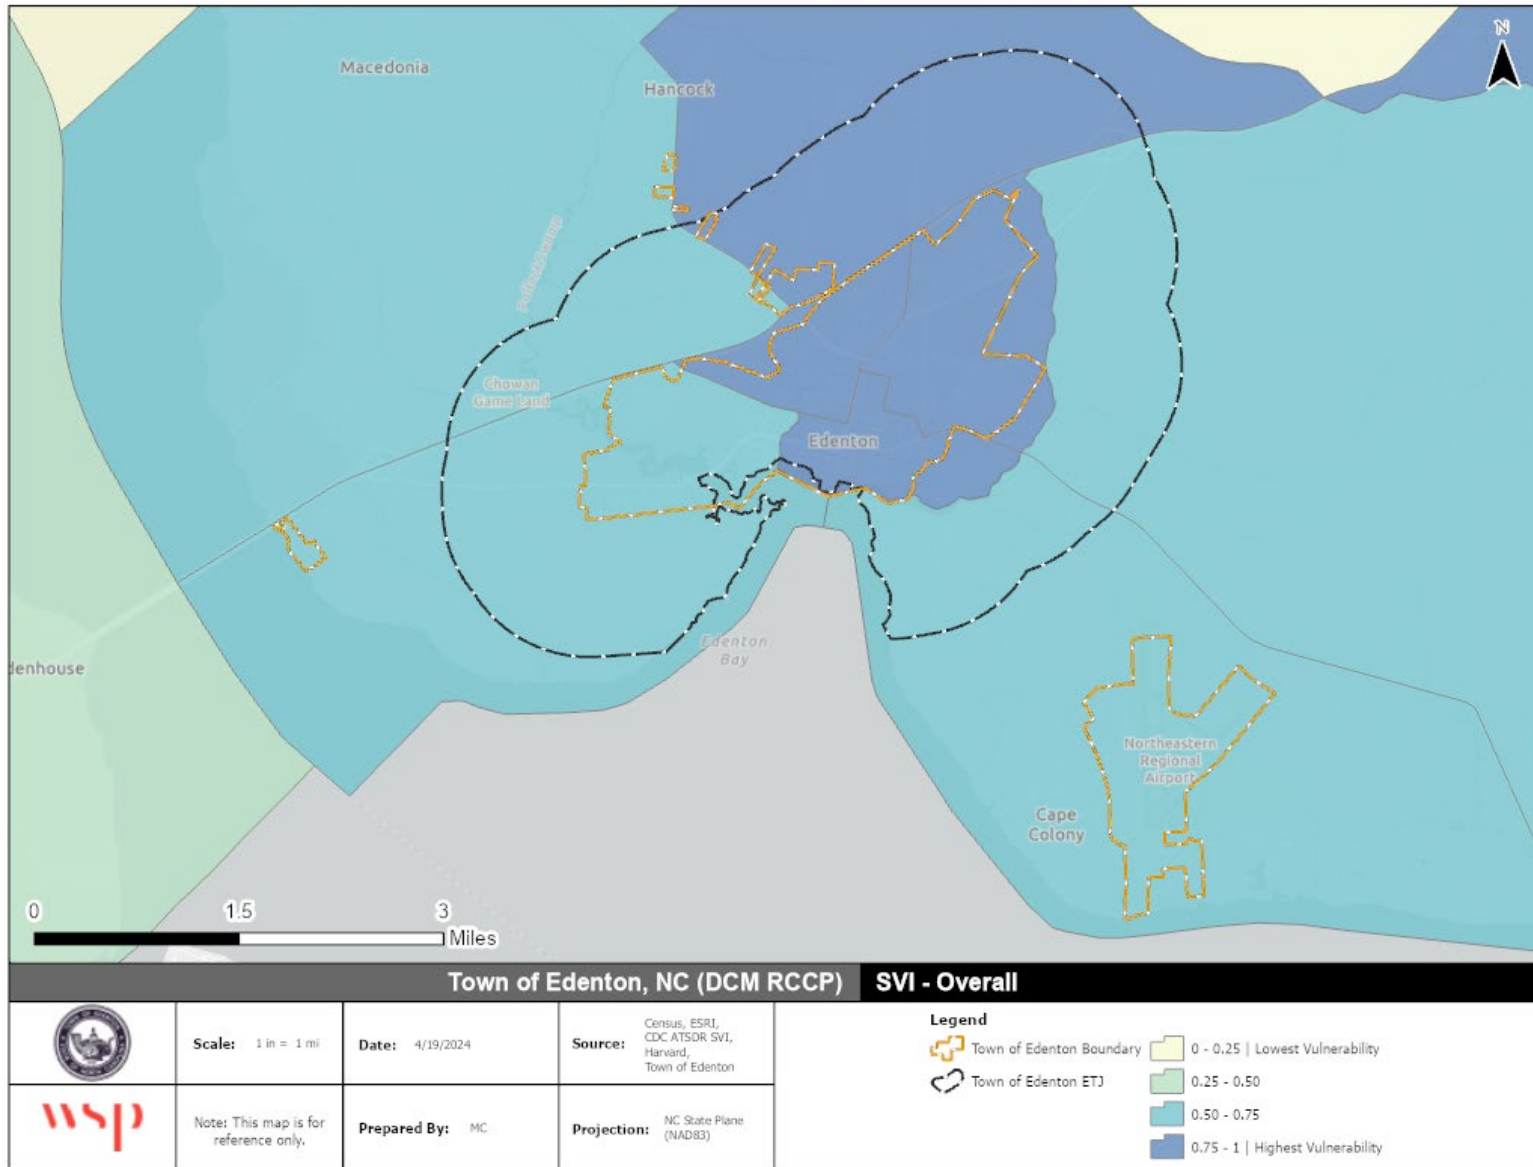 N
Macedonia
Hancock
Chowan
Game Land
Edenton
Edenton
Bay
denhouse
Northeastern
Regional
Airport
Cape
Colony
0 1.5 3
Miles
Town of Edenton, NC (DCM RCCP) SVI - Overall
Scale: 1 in = 1 mi
Date: 4/19/2024
Source: Census, ESRI,
CDC ATSDR SVI,
Harvard,
Town of Edenton
wsp
Note: This map is for
reference only.
Prepared By: MC
Projection: NC State Plane
(NAD83)
Legend
Town of Edenton Boundary
Town of Edenton ETJ
0 - 0.25 | Lowest Vulnerability
0.25 - 0.50
0.50 - 0.75
0.75 - 1 | Highest Vulnerability